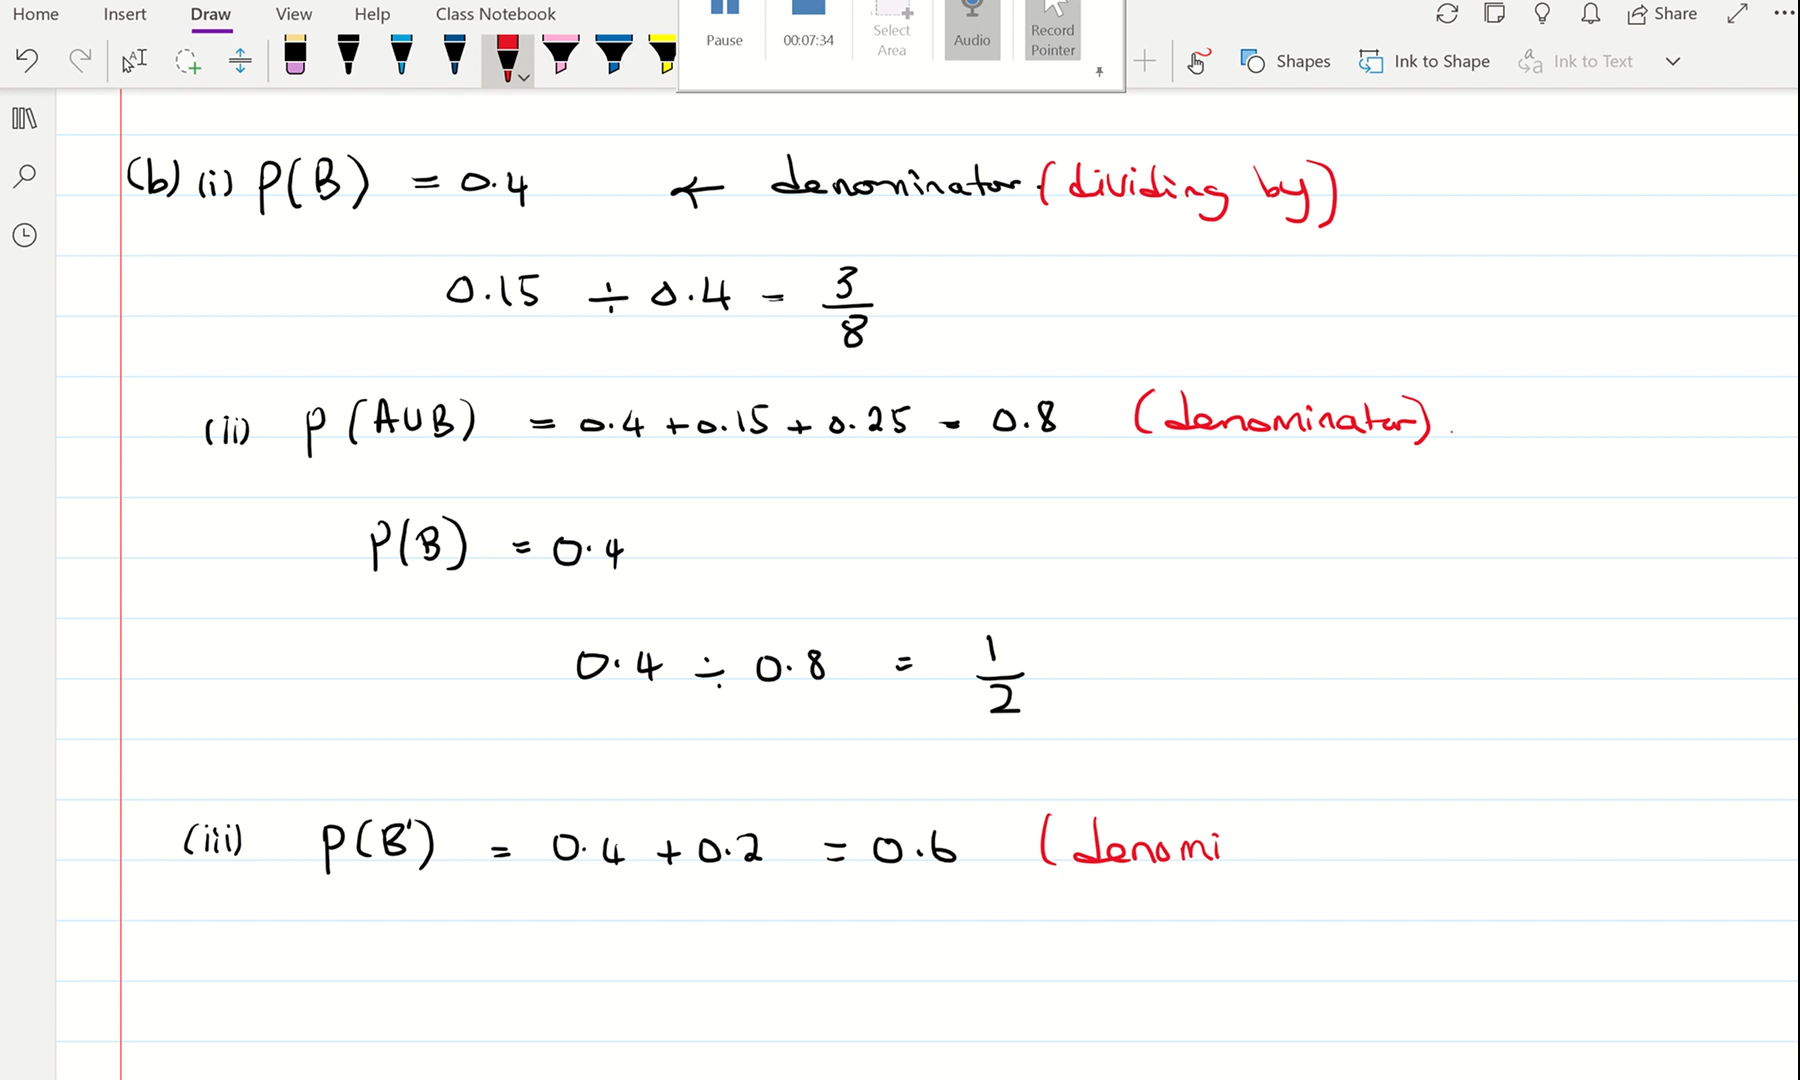 Home Insert Draw View Help Class Notebook
Pause 00:07:34 Select Area Audio Record Pointer
Share
Shapes Ink to Shape Ink to Text
(b) (i) P(B) = 0.4 ← denominator. (dividing by)
0.15 ÷ 0.4 = 3/8
(ii) P(A∪B) = 0.4 + 0.15 + 0.25 = 0.8 (denominator).
P(B) = 0.4
0.4 ÷ 0.8 = 1/2
(iii) P(B') = 0.4 + 0.2 = 0.6 (denomi